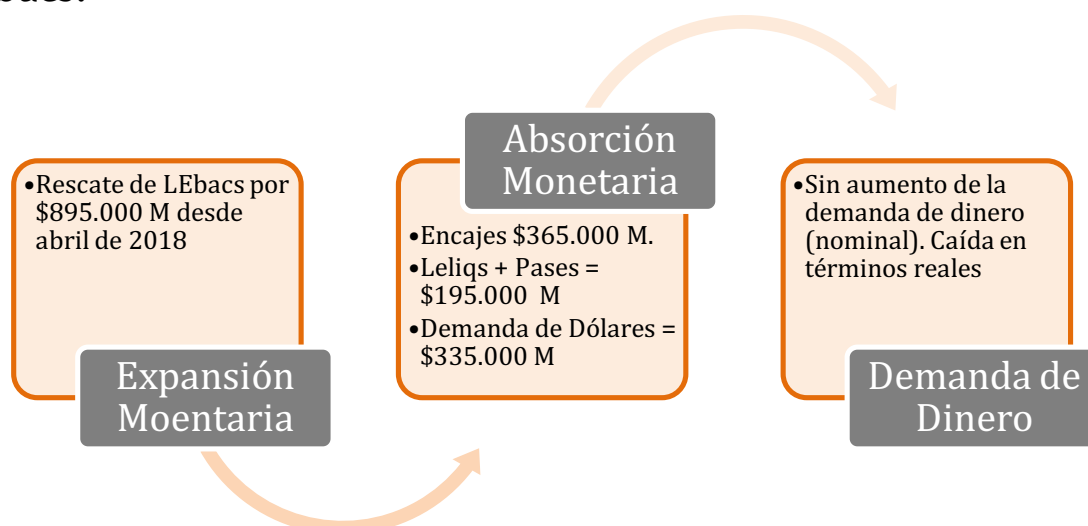 •Rescate de LEbacs por
$895.000 M desde
abril de 2018
Expansión
Moentaria
Absorción
Monetaria
•Encajes $365.000 M.
•Leliqs + Pases =
$195.000 M
•Demanda de Dólares =
$335.000 M
•Sin aumento de la
demanda de dinero
(nominal). Caída en
términos reales
Demanda de
Dinero